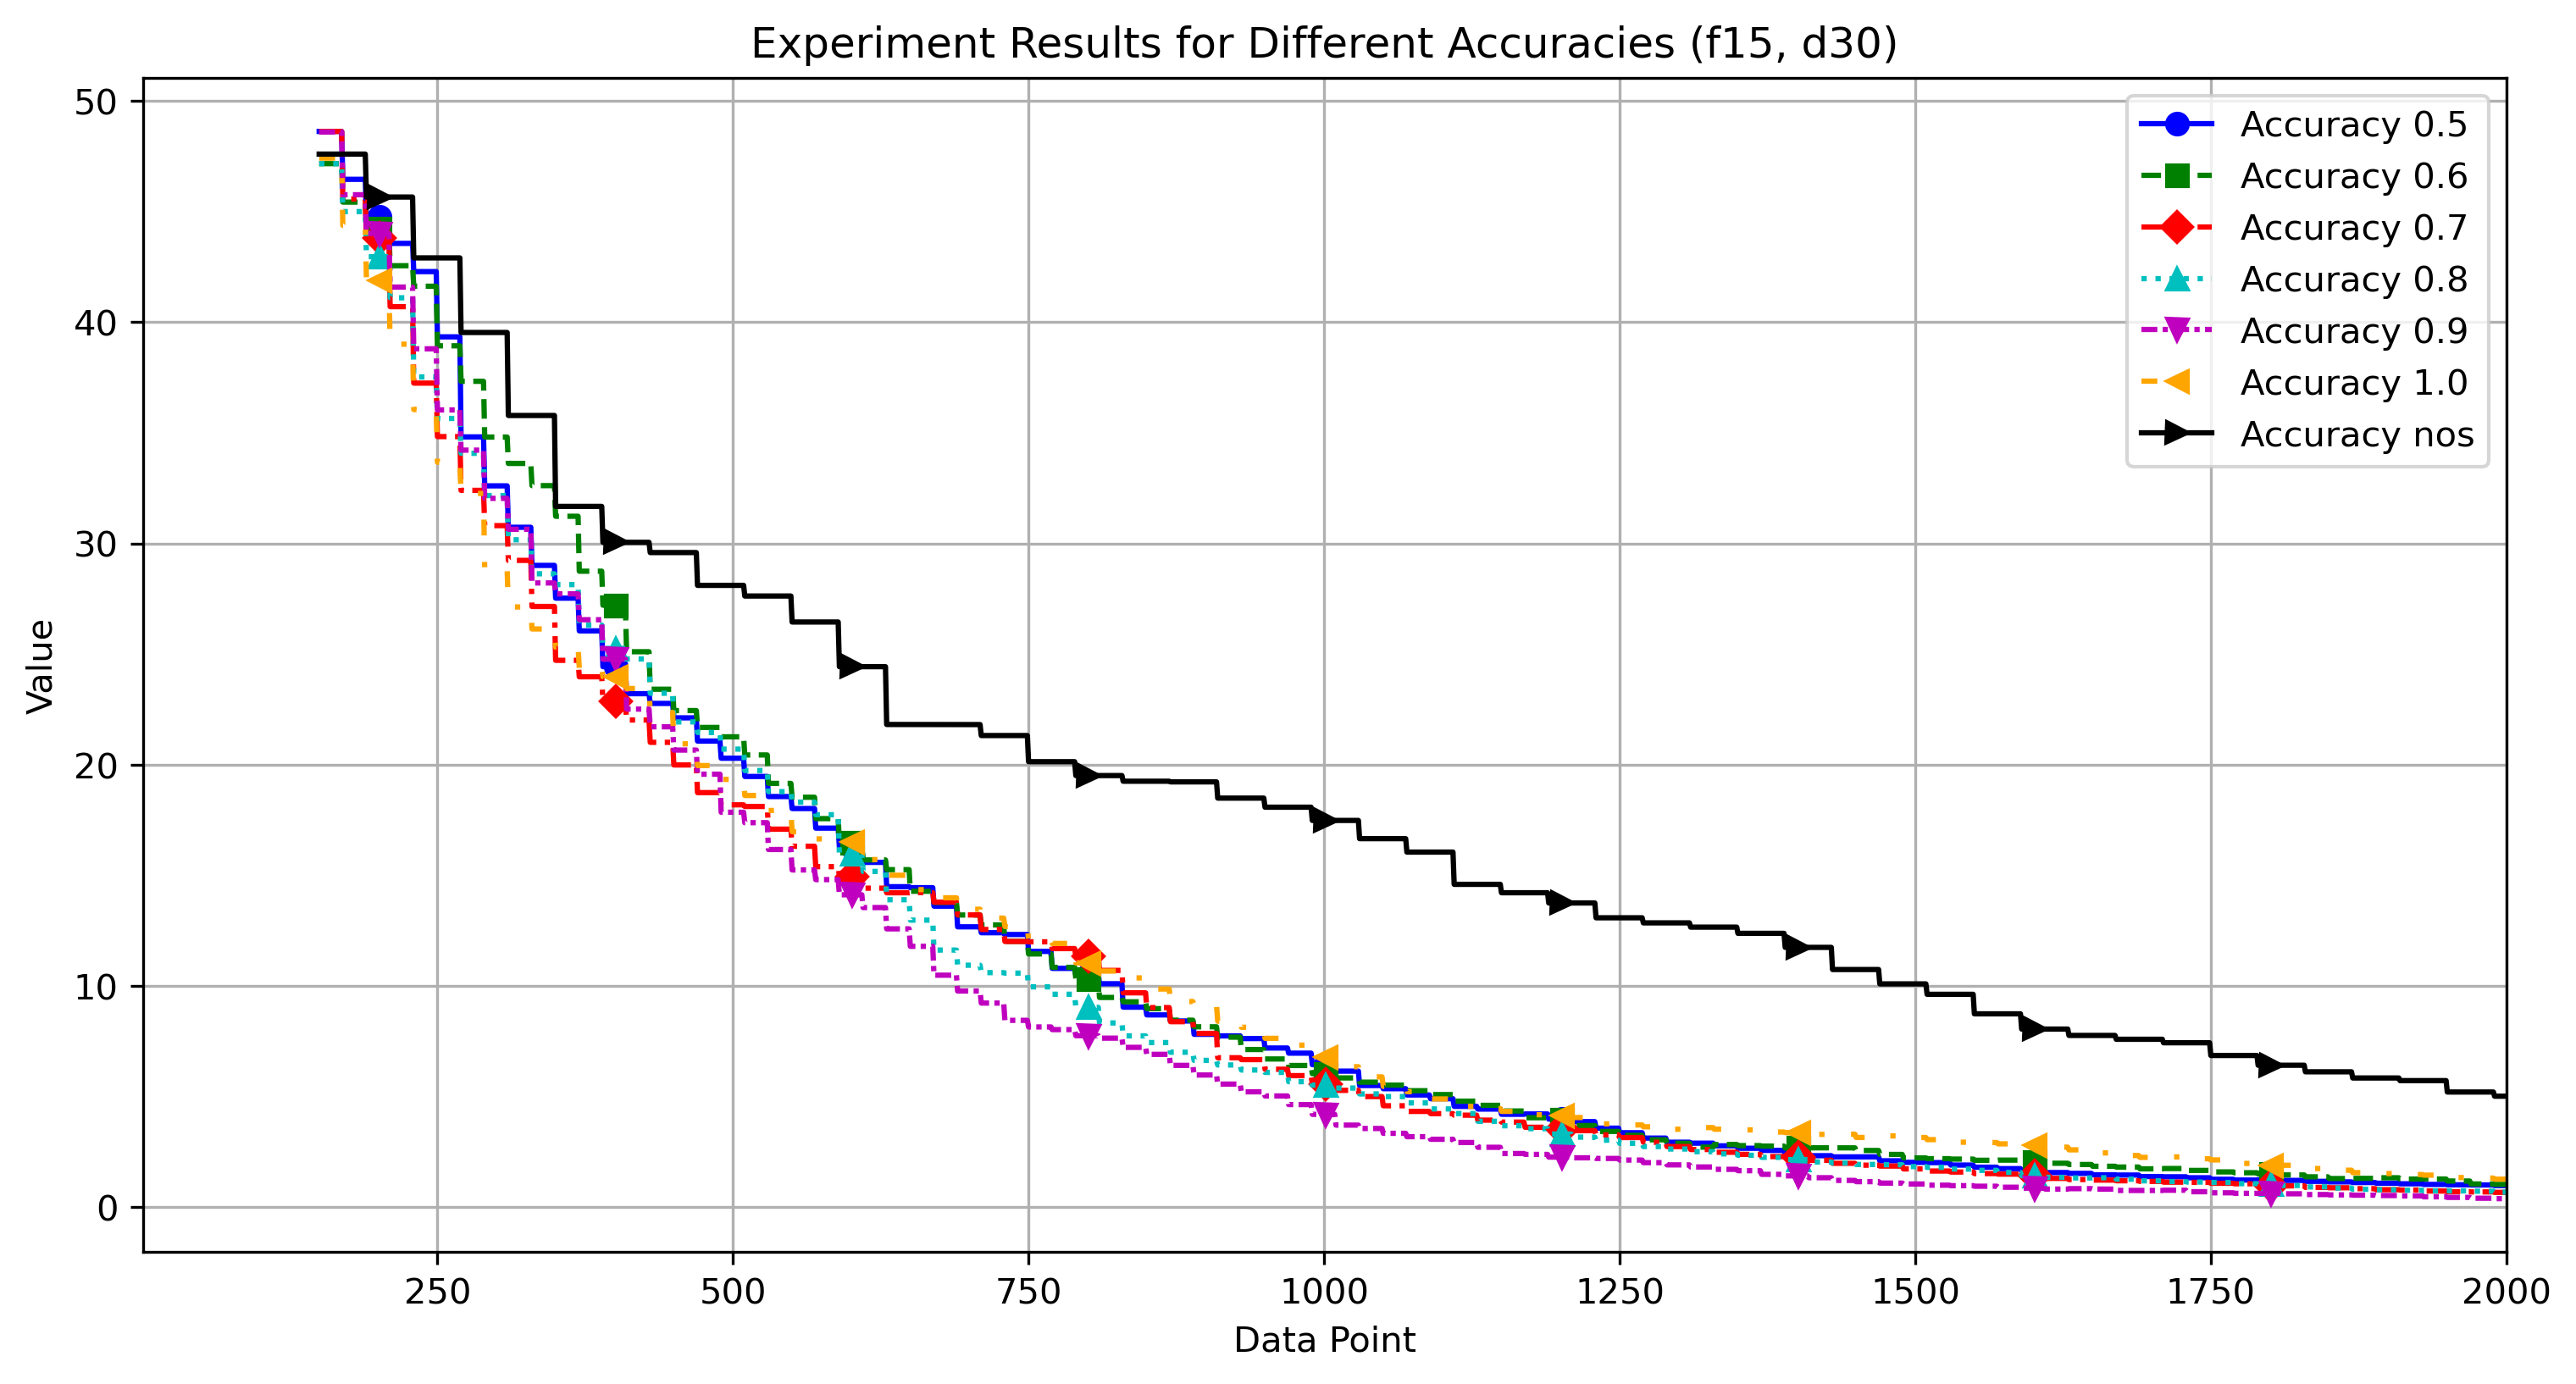 Experiment Results for Different Accuracies (f15, d30)
50
40
30
20
10
0
Value
Accuracy 0.5
Accuracy 0.6
Accuracy 0.7
Accuracy 0.8
Accuracy 0.9
Accuracy 1.0
Accuracy nos
250 500 750 1000 1250 1500 1750 2000
Data Point